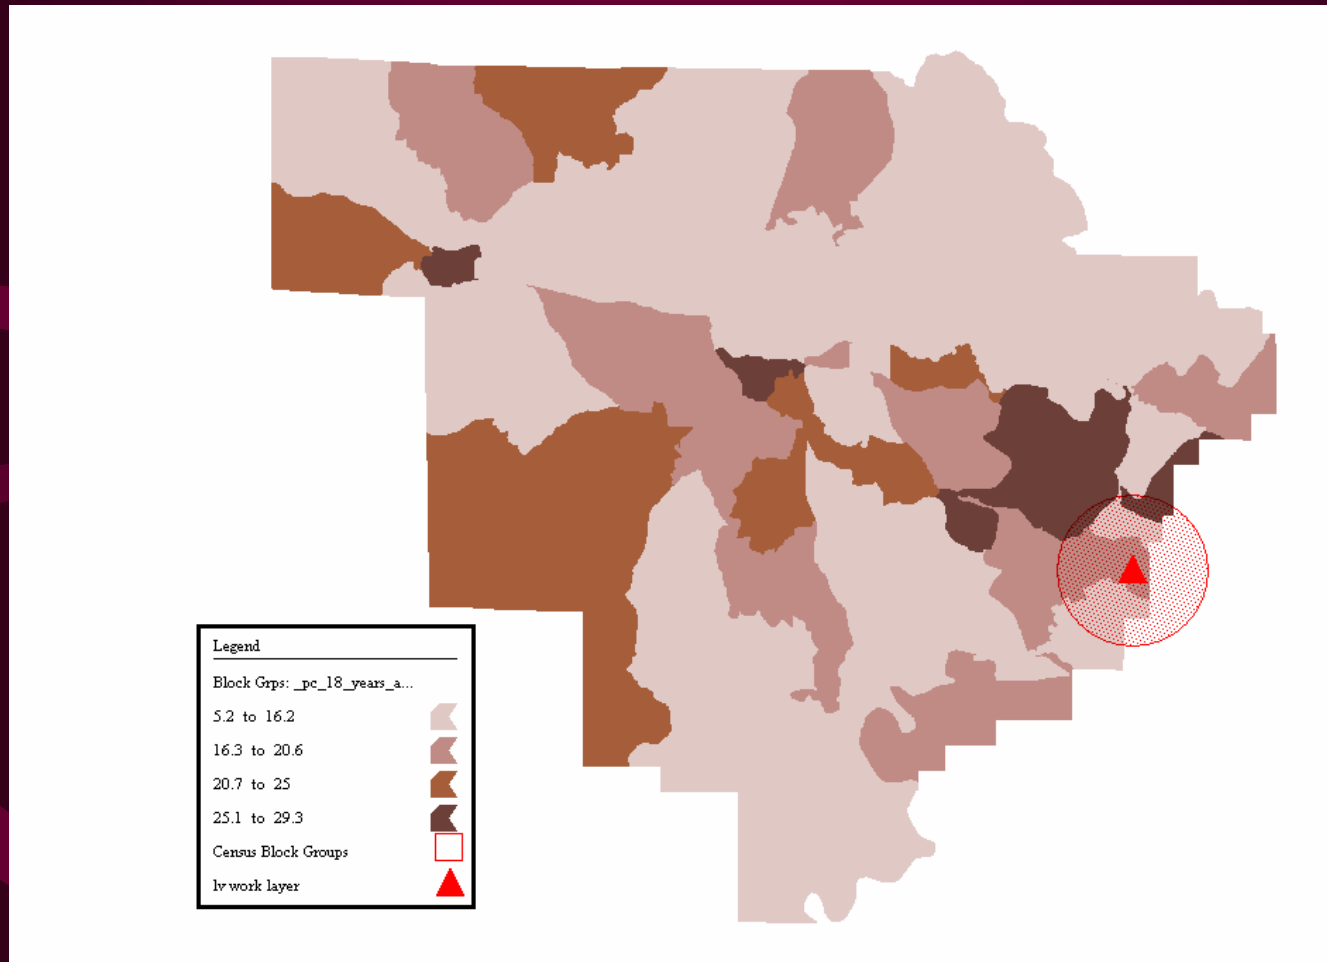 Legend
Block Grps: _pc_18_years_a...
5.2 to 16.2
16.3 to 20.6
20.7 to 25
25.1 to 29.3
Census Block Groups
lv work layer